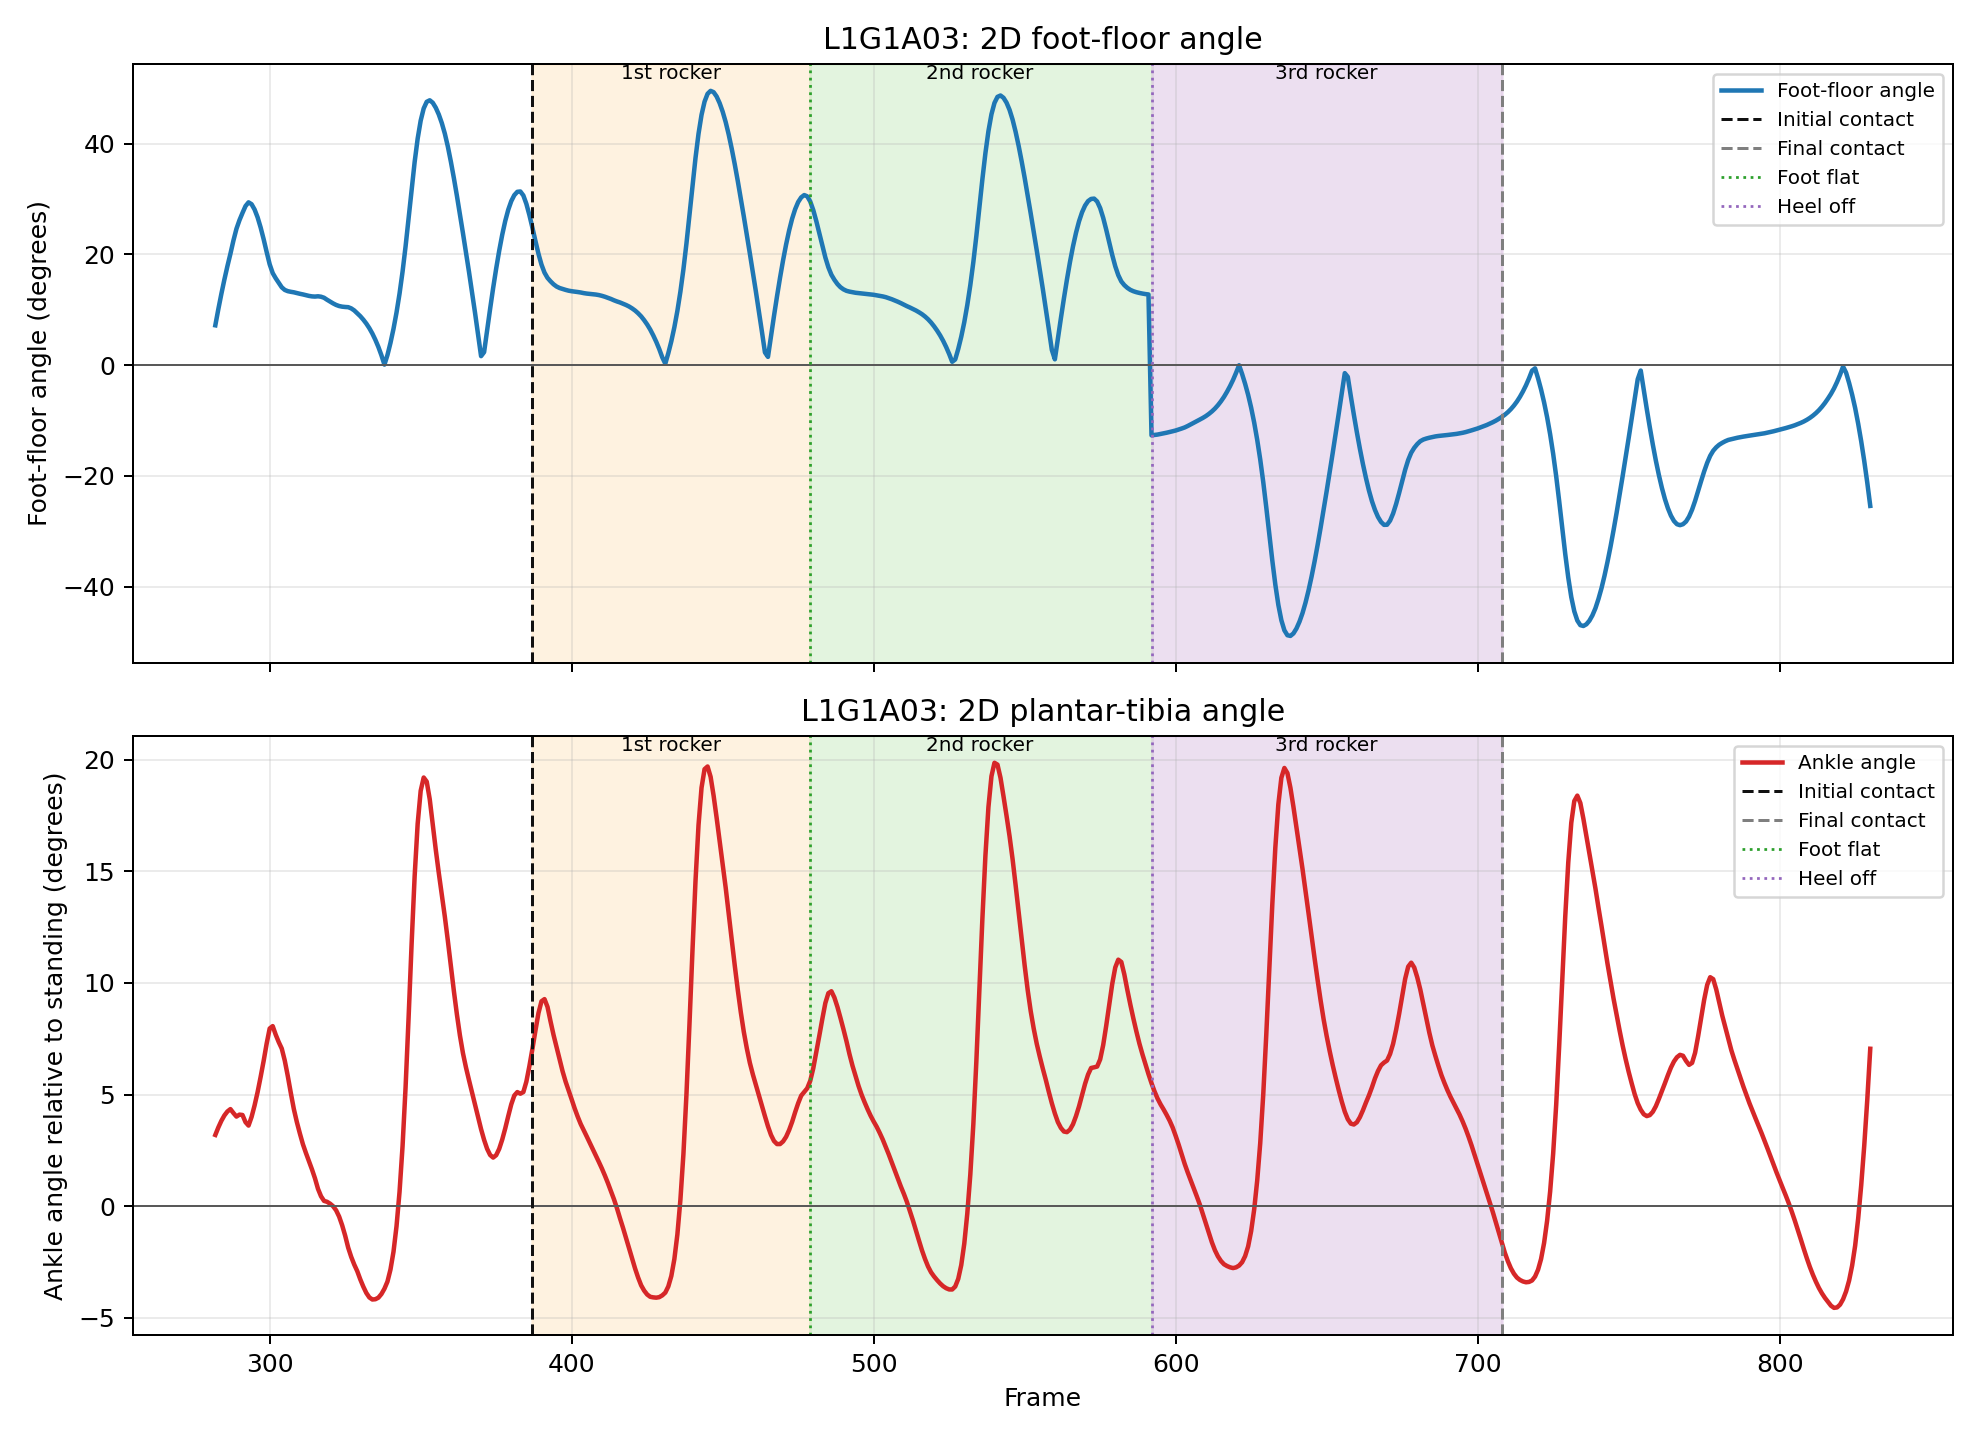 L1G1A03: 2D foot-floor angle
1st rocker
2nd rocker
3rd rocker
Foot-floor angle
Initial contact
Final contact
Foot flat
Heel off
Foot-floor angle (degrees)
40
20
0
−20
−40
L1G1A03: 2D plantar-tibia angle
1st rocker
2nd rocker
3rd rocker
Ankle angle
Initial contact
Final contact
Foot flat
Heel off
Ankle angle relative to standing (degrees)
20
15
10
5
0
−5
300
400
500
600
700
800
Frame